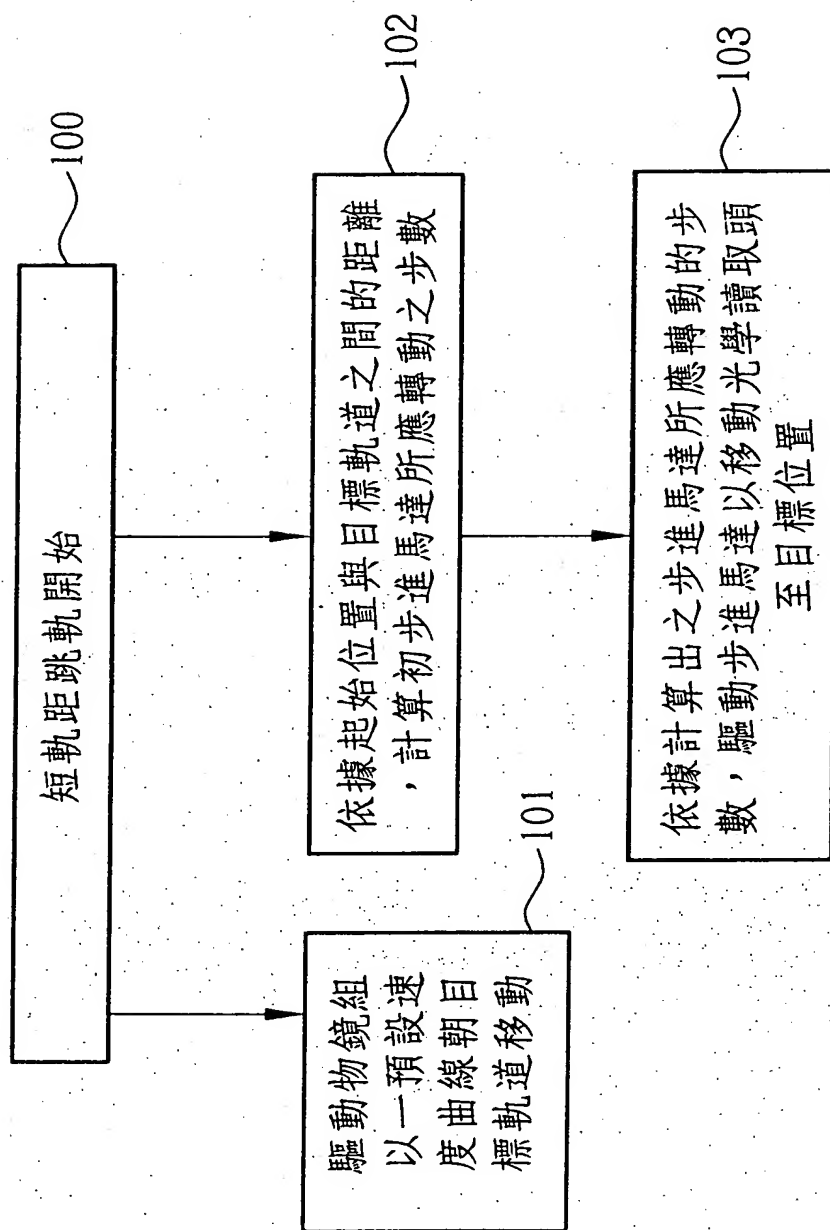 短軌距跳軌開始
100
驅動物鏡組
以一預設速
度曲線朝目
標軌道移動
101
依據起始位置與目標軌道之間的距離
，計算初步進馬達所應轉動之步數
102
依據計算出之步進馬達所應轉動的步
數，驅動步進馬達以移動光學讀取頭
至目標位置
103